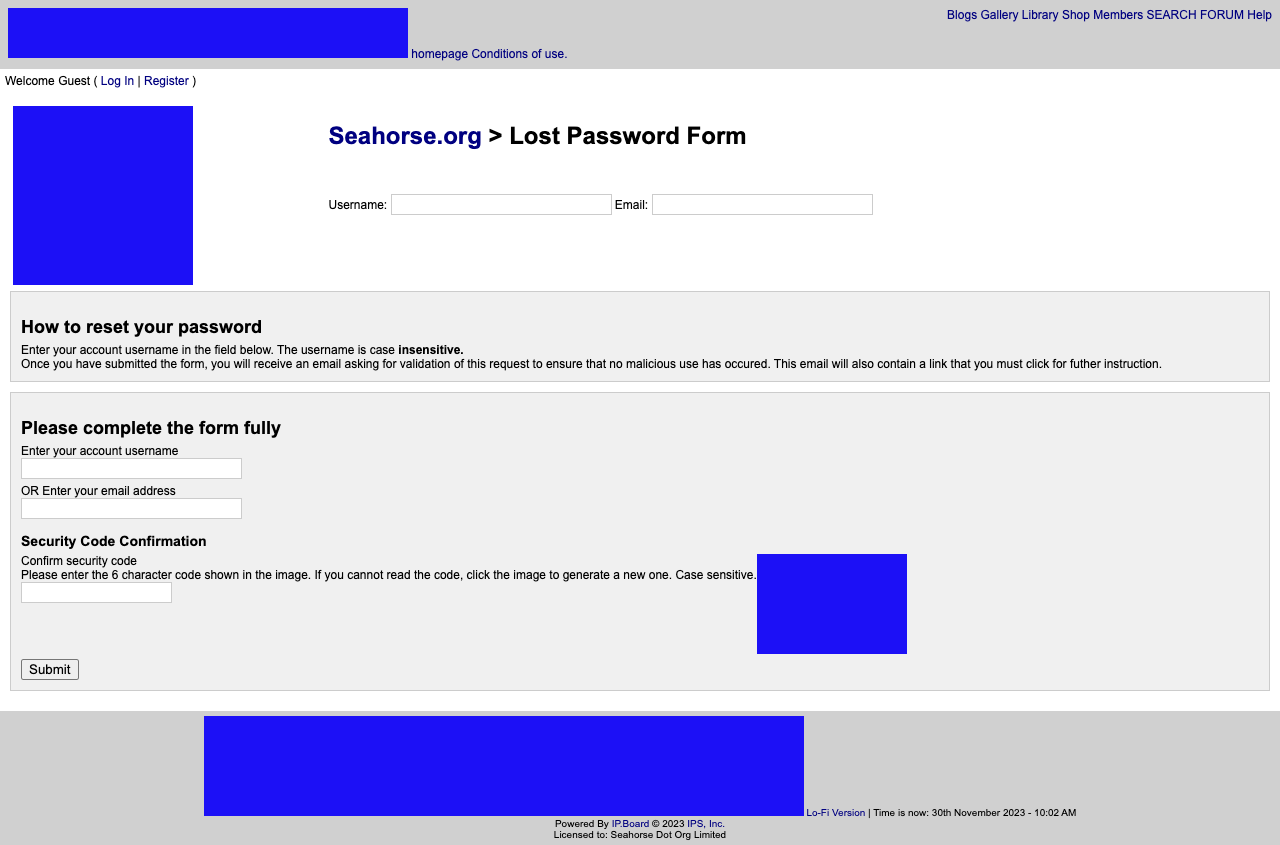 Blogs Gallery Library Shop Members SEARCH FORUM Help
homepage Conditions of use.
Welcome Guest ( Log In | Register )
Seahorse.org > Lost Password Form
Username: Email:
How to reset your password
Enter your account username in the field below. The username is case insensitive.
Once you have submitted the form, you will receive an email asking for validation of this request to ensure that no malicious use has occured. This email will also contain a link that you must click for futher instruction.
Please complete the form fully
Enter your account username
OR Enter your email address
Security Code Confirmation
Confirm security code
Please enter the 6 character code shown in the image. If you cannot read the code, click the image to generate a new one. Case sensitive.
Submit
Lo-Fi Version | Time is now: 30th November 2023 - 10:02 AM
Powered By IP.Board © 2023 IPS, Inc.
Licensed to: Seahorse Dot Org Limited